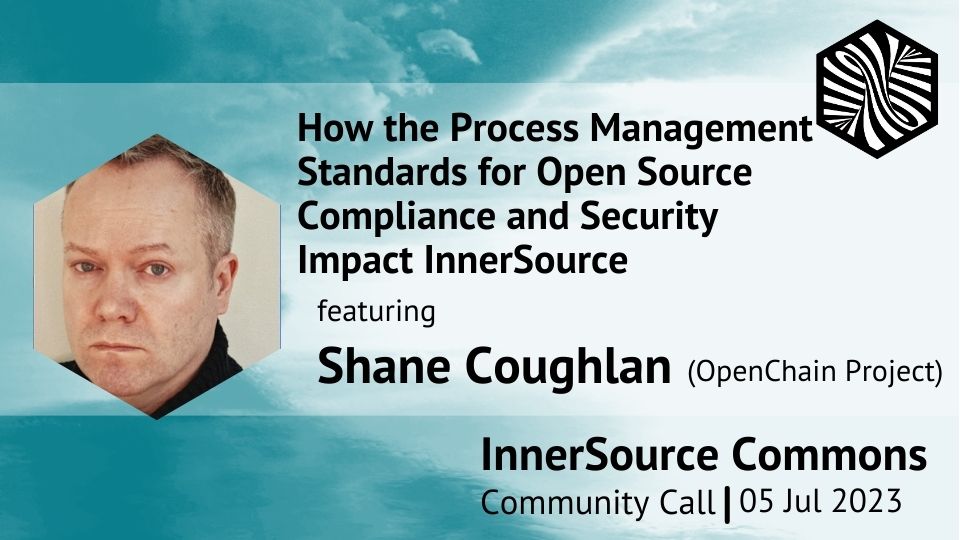 How the Process Management
Standards for Open Source
Compliance and Security
Impact InnerSource
featuring
Shane Coughlan (OpenChain Project)
InnerSource Commons
Community Call | 05 Jul 2023